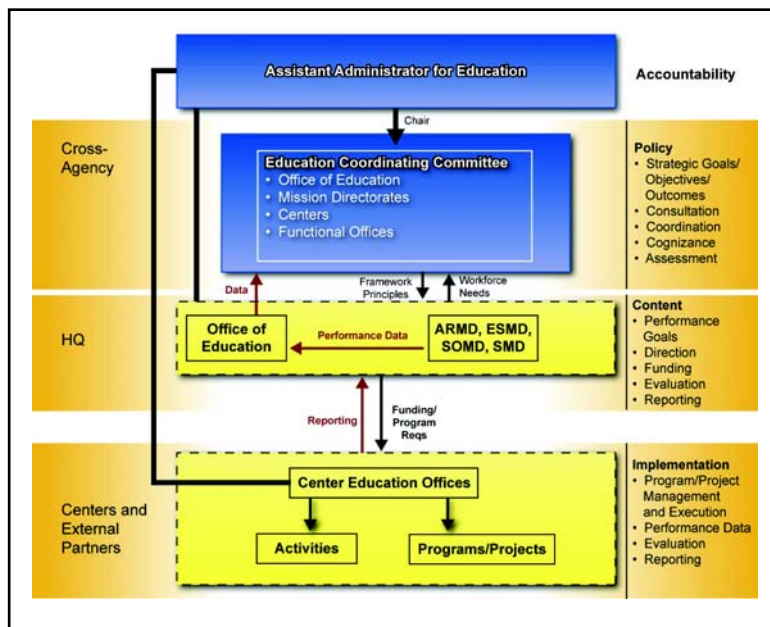 Assistant Administrator for Education
Accountability
Chair
Cross-
Agency
Education Coordinating Committee
• Office of Education
• Mission Directorates
• Centers
• Functional Offices
Policy
• Strategic Goals/
Objectives/
Outcomes
• Consultation
• Coordination
• Cognizance
• Assessment
Data
Framework
Principles
Workforce
Needs
HQ
Office of
Education
Performance Data
ARMD, ESMD,
SOMD, SMD
Content
• Performance
Goals
• Direction
• Funding
• Evaluation
• Reporting
Reporting
Funding/
Program
Reqs
Centers and
External
Partners
Center Education Offices
Activities
Programs/Projects
Implementation
• Program/Project
Management
and Execution
• Performance Data
• Evaluation
• Reporting